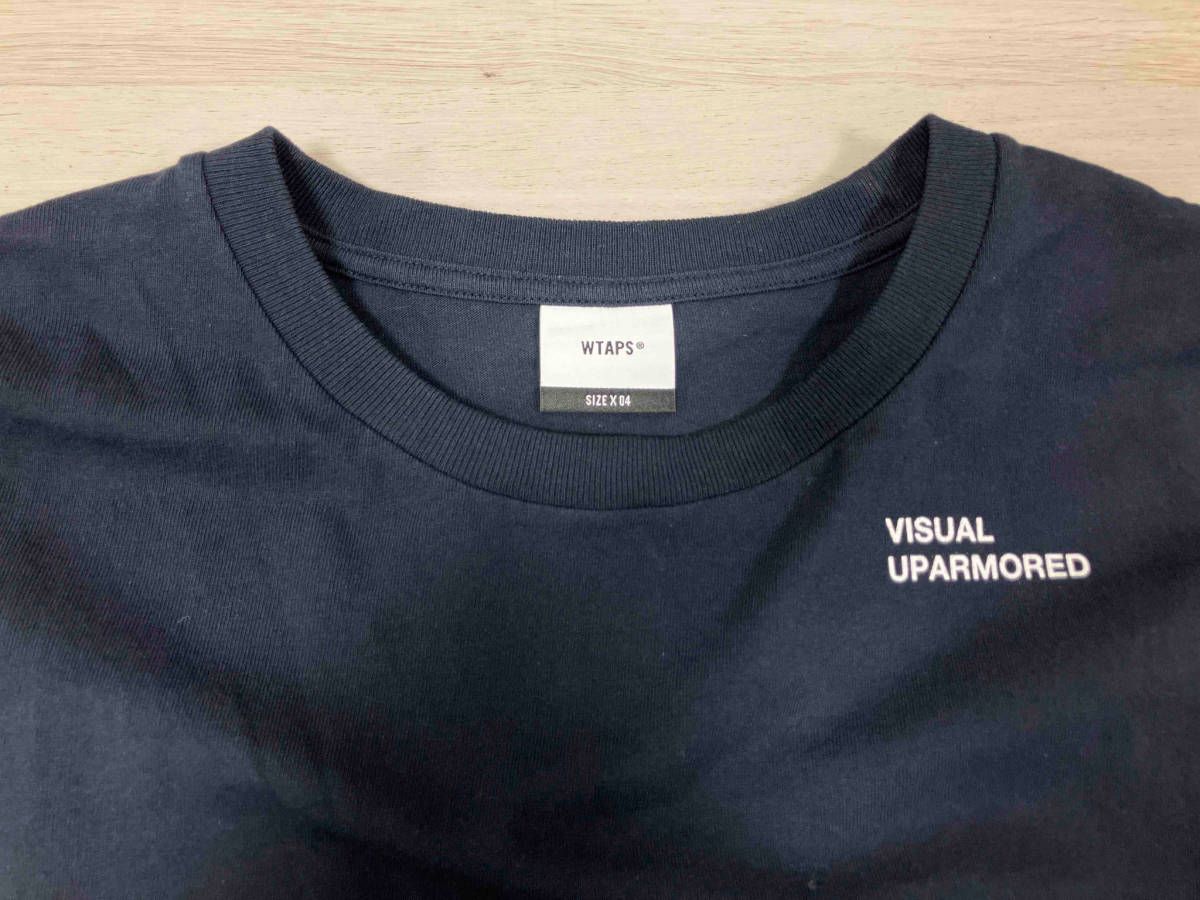 WTAPS®
SIZE X 04
VISUAL
UPARMORED